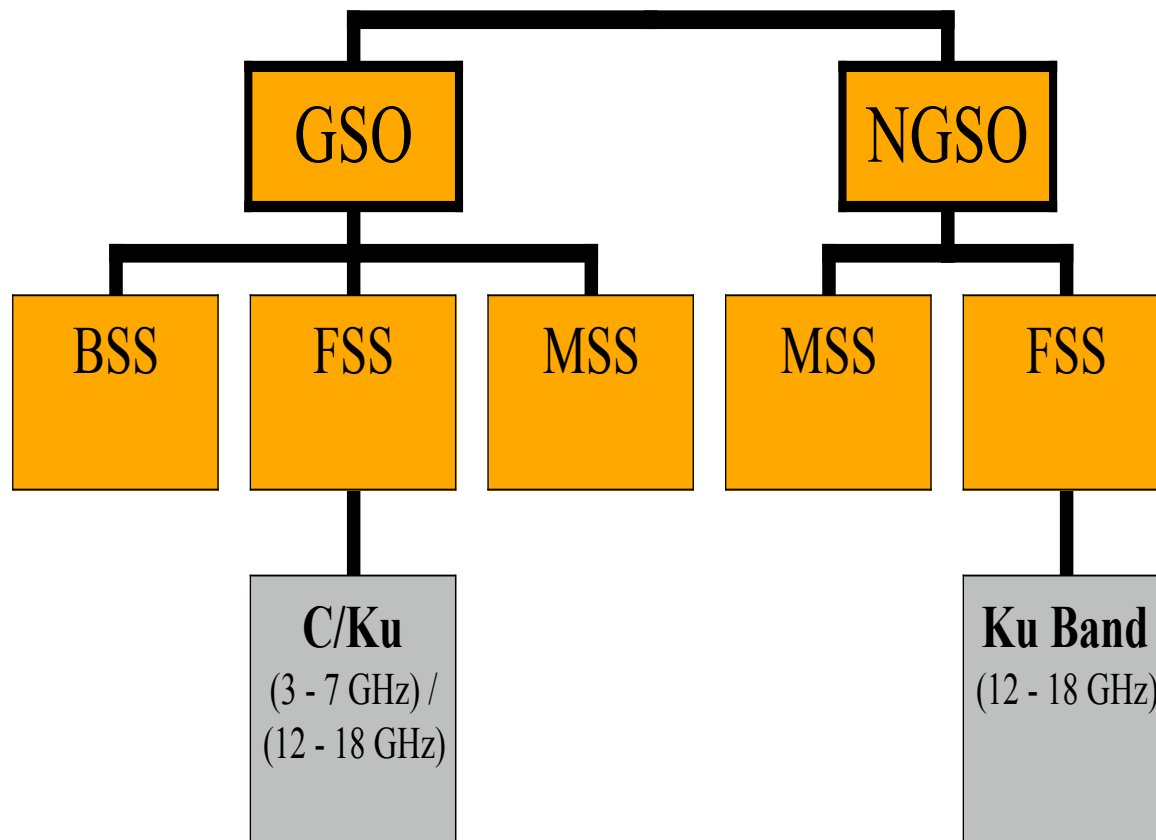 GSO
NGSO
BSS
FSS
MSS
MSS
FSS
C/Ku
(3 - 7 GHz) /
(12 - 18 GHz)
Ku Band
(12 - 18 GHz)